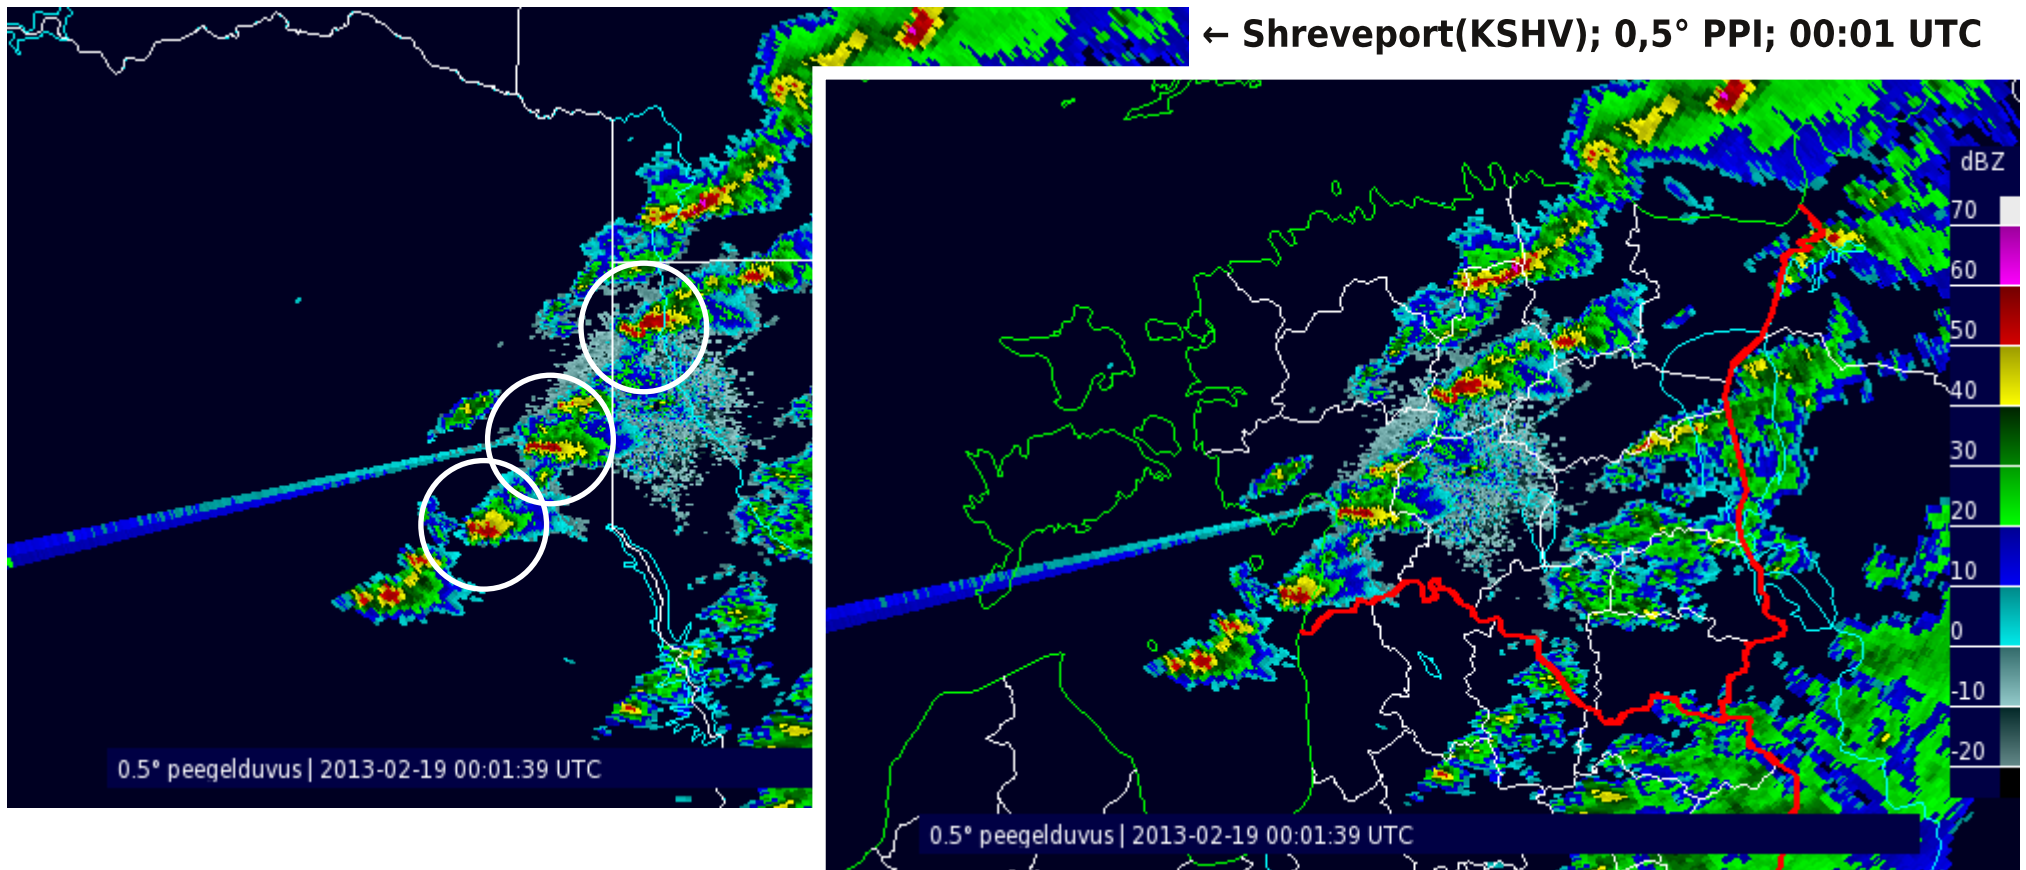 ← Shreveport(KSHV); 0,5° PPI; 00:01 UTC
dBZ
70
60
50
40
30
20
10
0
-10
-20
0.5° peegelduvus | 2013-02-19 00:01:39 UTC
0.5° peegelduvus | 2013-02-19 00:01:39 UTC